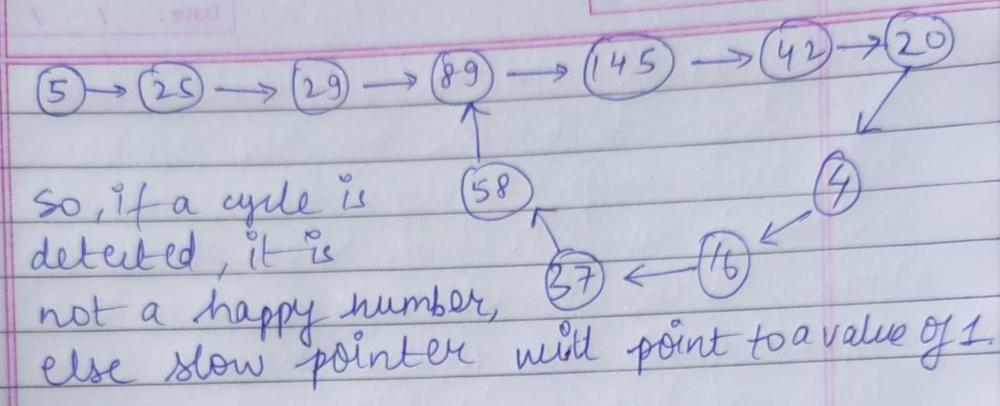 Date:
5 → 25 → 29 → 89 → 145 → 42 → 20
4
58
16
37
So, if a cycle is
detected, it is
not a happy number,
else slow pointer will point to a value of 1.